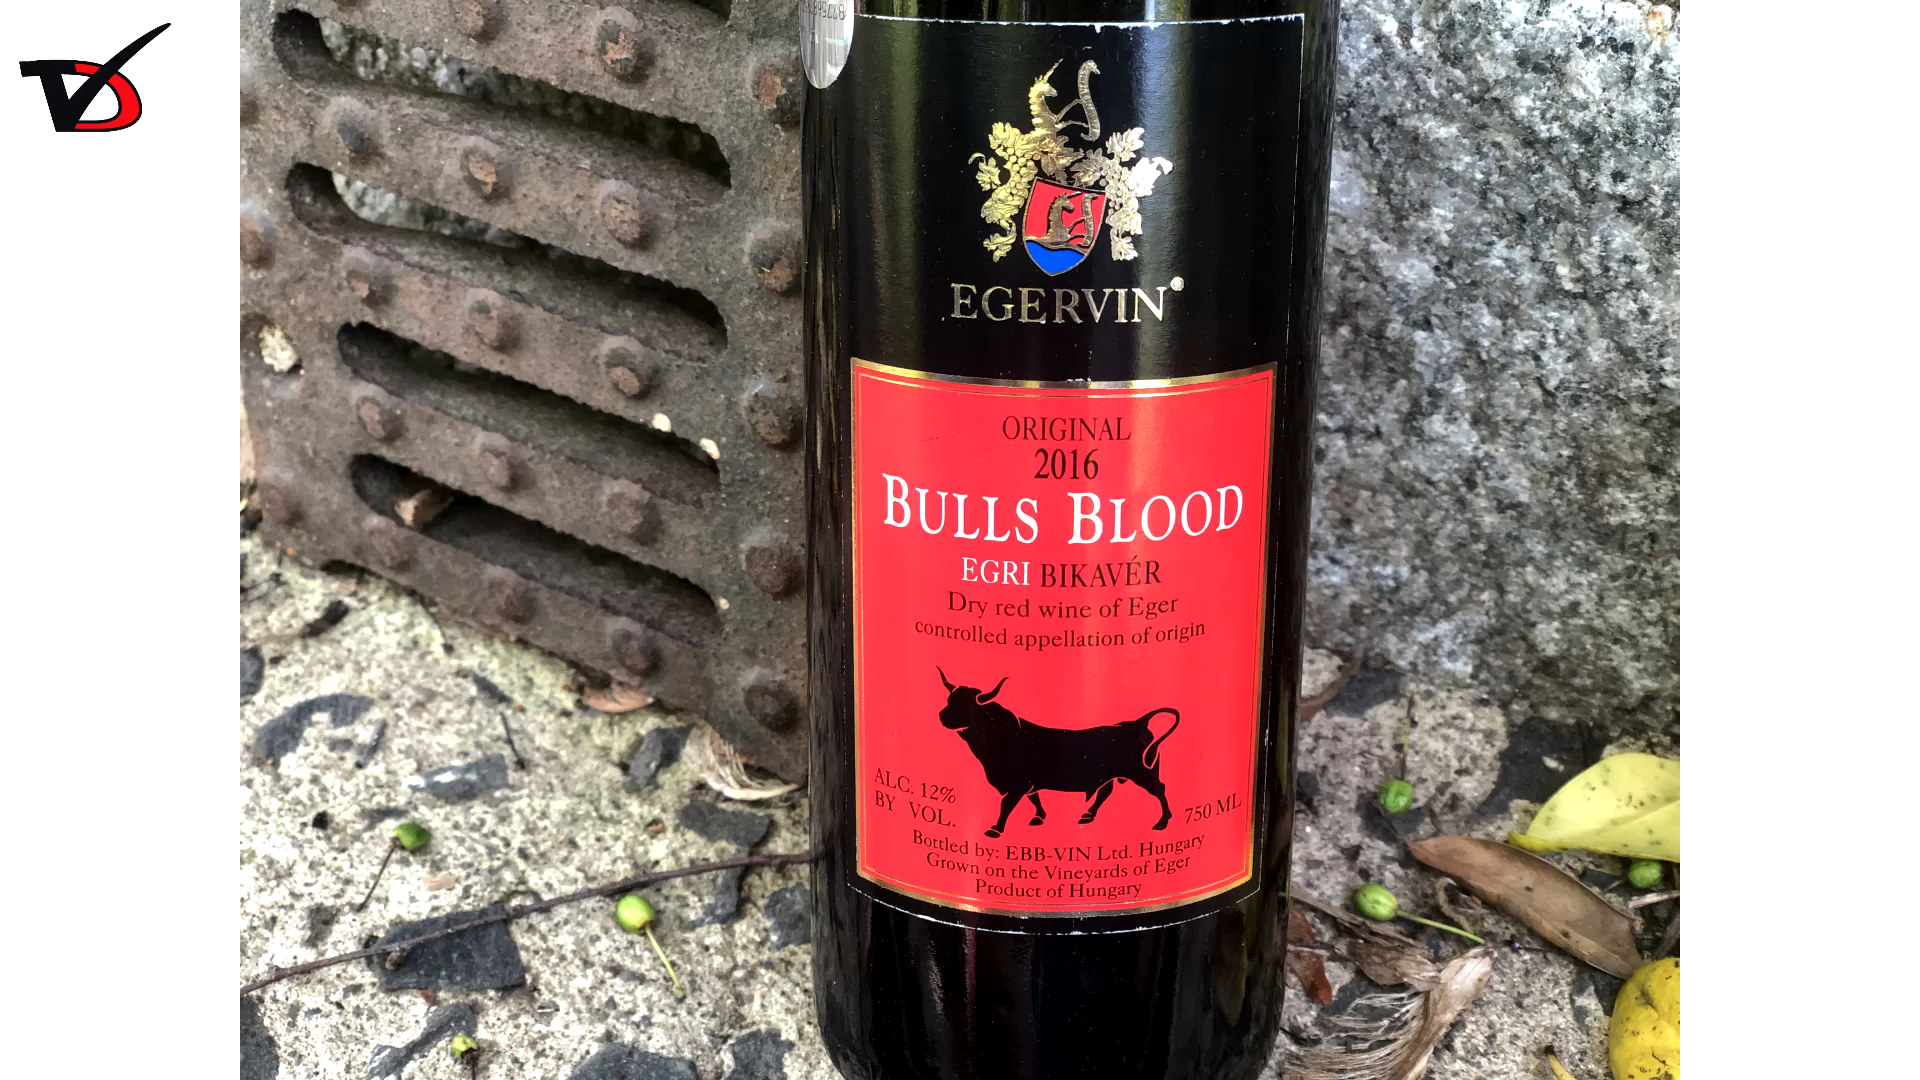 EGERVIN®
ORIGINAL
2016
BULLS BLOOD
EGRI BIKAVÉR
Dry red wine of Eger
controlled appellation of origin
ALC. 12%
BY VOL.
750 ML
Bottled by: EBB-VIN Ltd. Hungary
Grown on the Vineyards of Eger
Product of Hungary